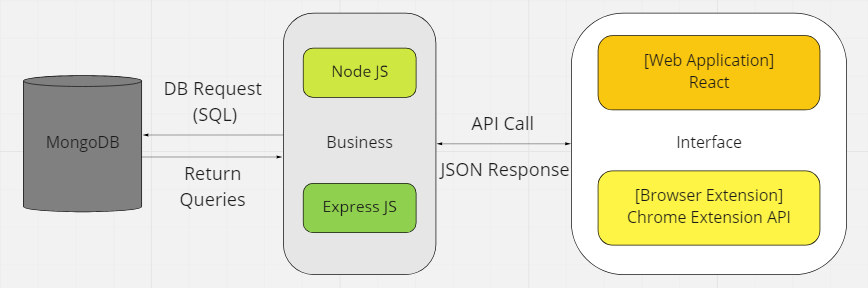 MongoDB
DB Request
(SQL)
Return
Queries
Node JS
Business
Express JS
API Call
JSON Response
[Web Application]
React
Interface
[Browser Extension]
Chrome Extension API